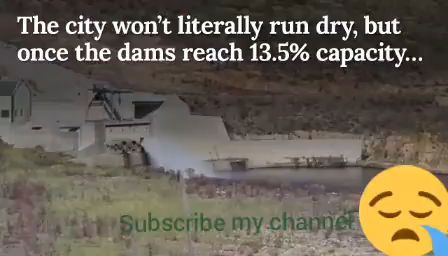 The city won’t literally run dry, but
once the dams reach 13.5% capacity…
Subscribe my channel